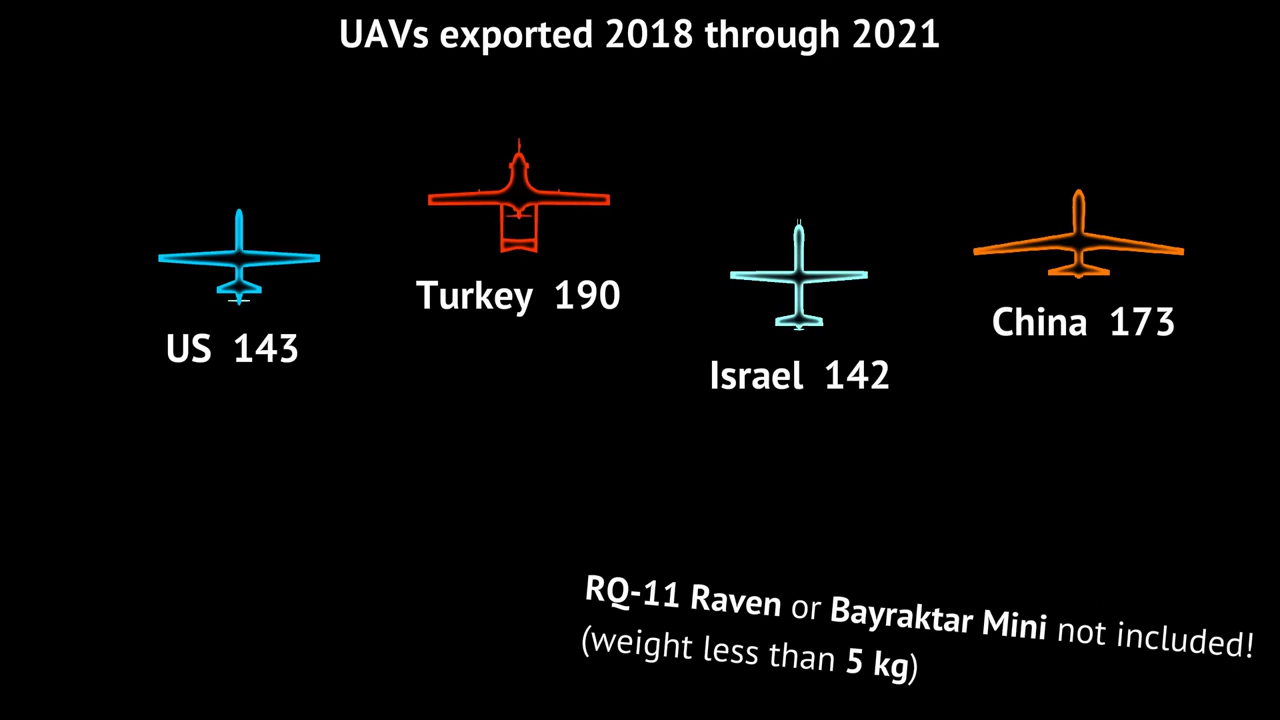 UAVs exported 2018 through 2021
US 143
Turkey 190
Israel 142
China 173
RQ-11 Raven or Bayraktar Mini not included!
(weight less than 5 kg)